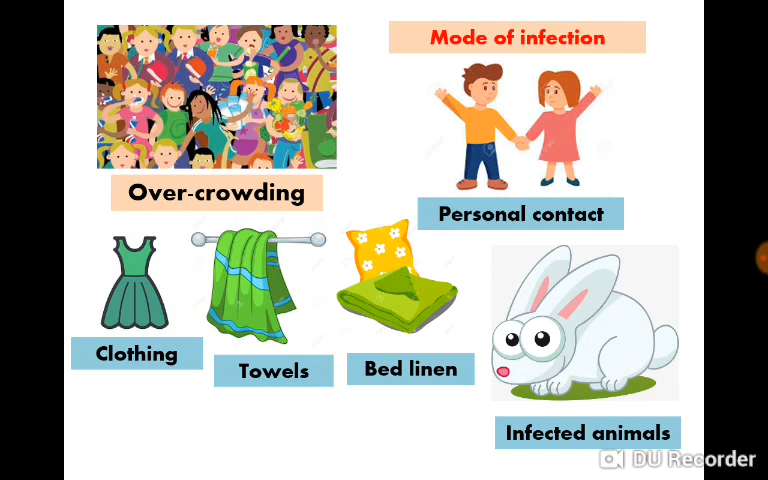 Mode of infection
Over-crowding
Personal contact
Clothing
Towels
Bed linen
Infected animals
DU Recorder